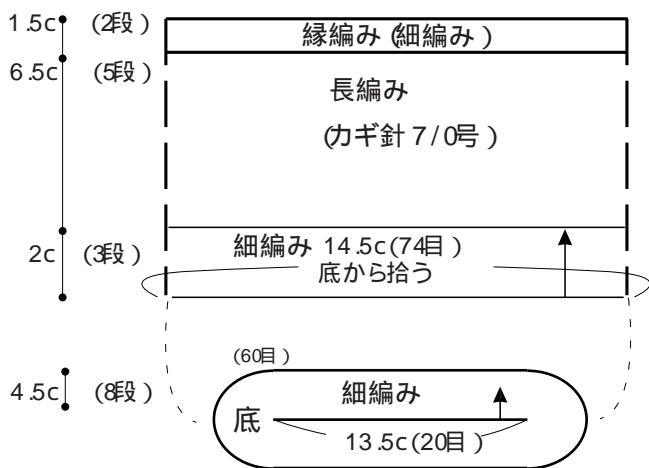 1.5c (2段) 縁編み(細編み)
6.5c (5段)
長編み
(カギ針 7/0号)
2c (3段) 細編み 14.5c(74目)
底から拾う
(60目)
4.5c (8段) 細編み
底
13.5c(20目)